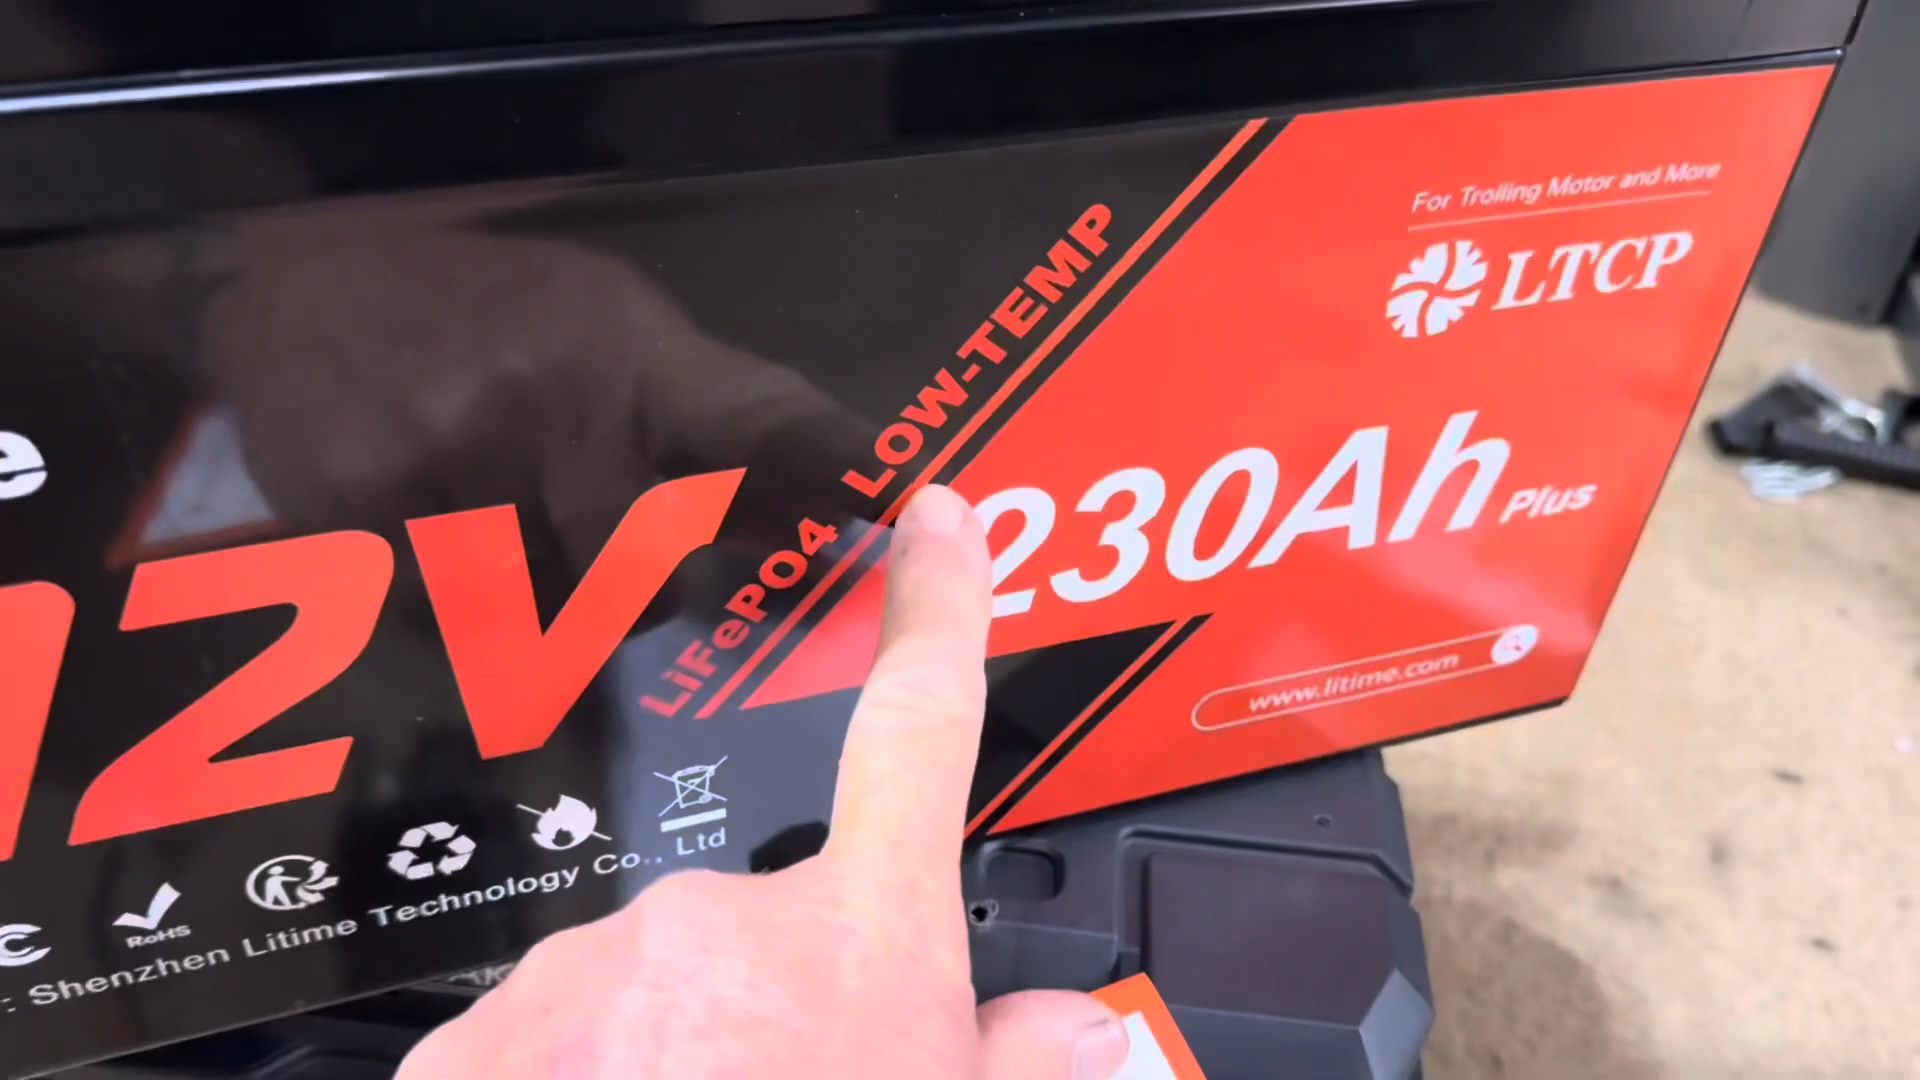 For Trolling Motor and More
LTCP
LiFePO4 LOW-TEMP
e
12V
230Ah Plus
www.litime.com
RoHS
: Shenzhen Litime Technology Co., Ltd